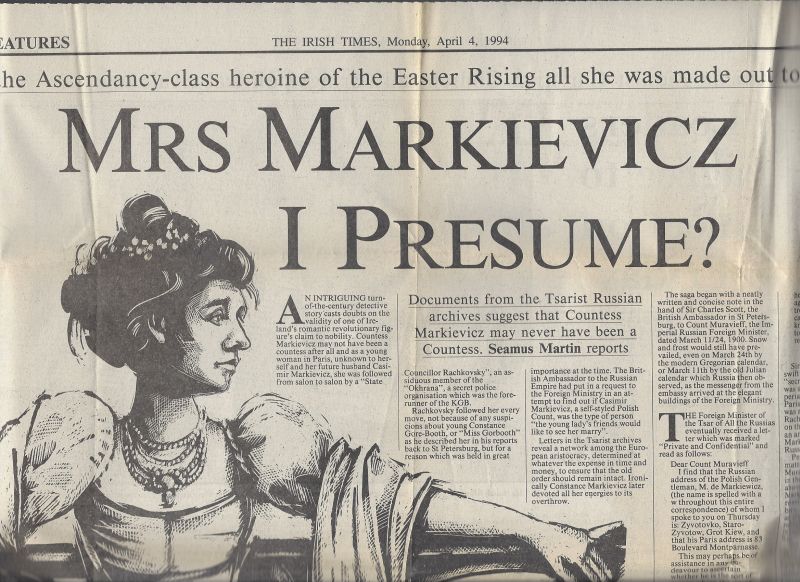 EATURES
THE IRISH TIMES, Monday, April 4, 1994
he Ascendancy-class heroine of the Easter Rising all she was made out to
MRS MARKIEVICZ
I PRESUME?
AN INTRIGUING turn-
of-the-century detective
story casts doubts on the
validity of one of Ire-
land's romantic revolutionary fig-
ure's claim to nobility. Countess
Markievicz may not have been a
countess after all and as a young
woman in Paris, unknown to her-
self and her future husband Casi-
mir Markievicz, she was followed
from salon to salon by a "State
Documents from the Tsarist Russian
archives suggest that Countess
Markievicz may never have been a
Countess. Seamus Martin reports
Councillor Rachkovsky", an as-
siduous member of the
"Okhrana", a secret police
organisation which was the fore-
runner of the KGB.
Rachkovsky followed her every
move, not because of any suspi-
cions about young Constance
Gore-Booth, or "Miss Gorbooth"
as he described her in his reports
back to St Petersburg, but for a
reason which was held in great
importance at the time. The Brit-
ish Ambassador to the Russian
Empire had put in a request to
the Foreign Ministry in an at-
tempt to find out if Casimir
Markievicz, a self-styled Polish
Count, was the type of person
"the young lady's friends would
like to see her marry".
Letters in the Tsarist archives
reveal a network among the Euro-
pean aristocracy, determined at
whatever the expense in time and
money, to ensure that the old
order should remain intact. Ironi-
cally Constance Markievicz later
devoted all her energies to its
overthrow.
The saga began with a neatly
written and concise note in the
hand of Sir Charles Scott, the
British Ambassador in St Peters-
burg, to Count Muravieff, the Im-
perial Russian Foreign Minister,
dated March 11/24, 1900. Snow
and frost would still have pre-
vailed, even on March 24th by
the modern Gregorian calendar,
or March 11th by the old Julian
calendar which Russia then ob-
served, as the messenger from the
embassy arrived at the elegant
buildings of the Foreign Ministry.
THE Foreign Minister of
the Tsar of All the Russias
eventually received a let-
ter which was marked
"Private and Confidential" and
read as follows:
Dear Count Muravieff
I find that the Russian
address of the Polish Gen-
tleman, M. de Markiewicz,
(the name is spelled with a
w throughout this entire
correspondence) of whom I
spoke to you on Thursday
is: Zyvotovko, Staro-
Zyvotow, Grot Kiew, and
that his Paris address is 83
Boulevard Montparnasse.
This may perhaps be of
assistance in any en-
deavour to ascertain
whether he is the sort of